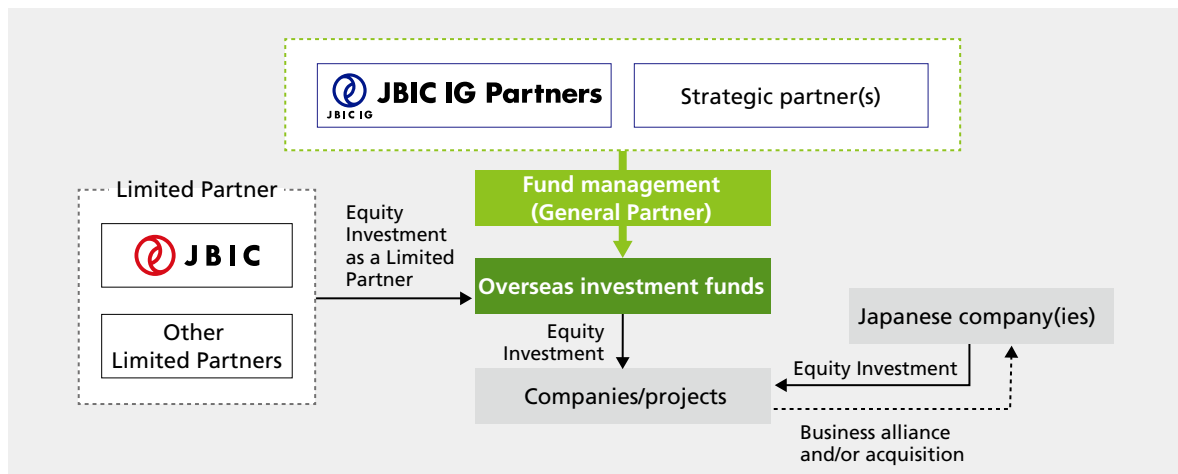 JBIC IG
JBIC IG Partners
Strategic partner(s)
Fund management
(General Partner)
Limited Partner
JBIC
Other
Limited Partners
Equity
Investment
as a Limited
Partner
Overseas investment funds
Equity
Investment
Japanese company(ies)
Equity Investment
Companies/projects
Business alliance
and/or acquisition